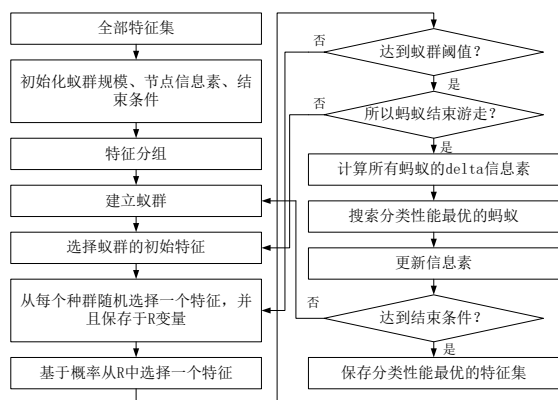 全部特征集
初始化蚁群规模、节点信息素、结
束条件
特征分组
建立蚁群
选择蚁群的初始特征
从每个种群随机选择一个特征，并
且保存于R变量
基于概率从R中选择一个特征
否
达到蚁群阈值？
是
否
所以蚂蚁结束游走？
是
计算所有蚂蚁的delta信息素
搜索分类性能最优的蚂蚁
更新信息素
否
达到结束条件？
是
保存分类性能最优的特征集